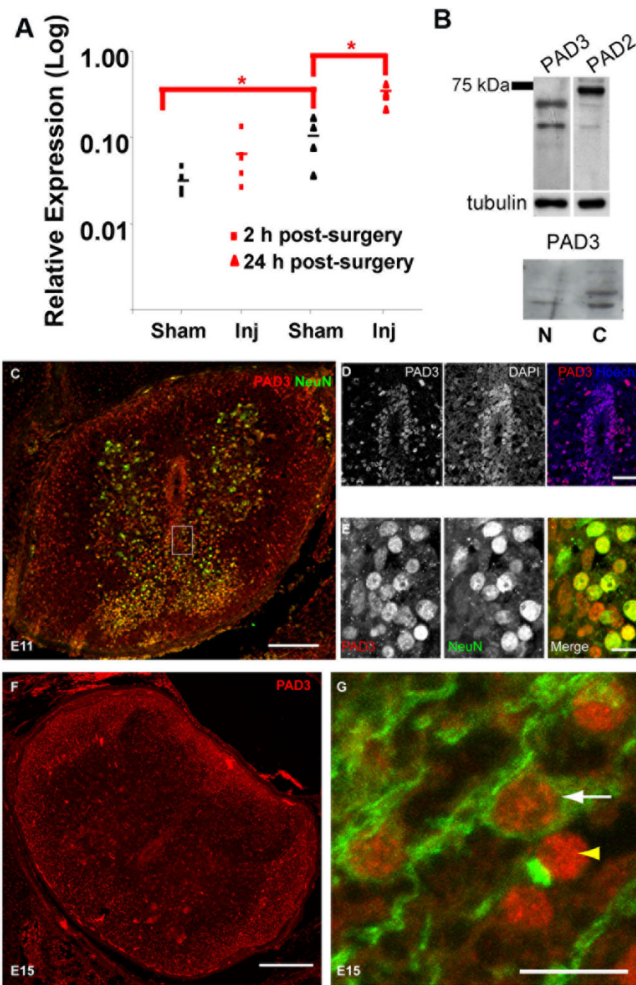 A
Relative Expression (Log)
1.00
0.10
0.01
*
*
2 h post-surgery
24 h post-surgery
Sham Inj Sham Inj
B
PAD3 PAD2
75 kDa
tubulin
PAD3
N C
C
PAD3 NeuN
E11
D
PAD3
DAPI
PAD3
E
PAD3
NeuN
Merge
F
PAD3
E15
G
E15